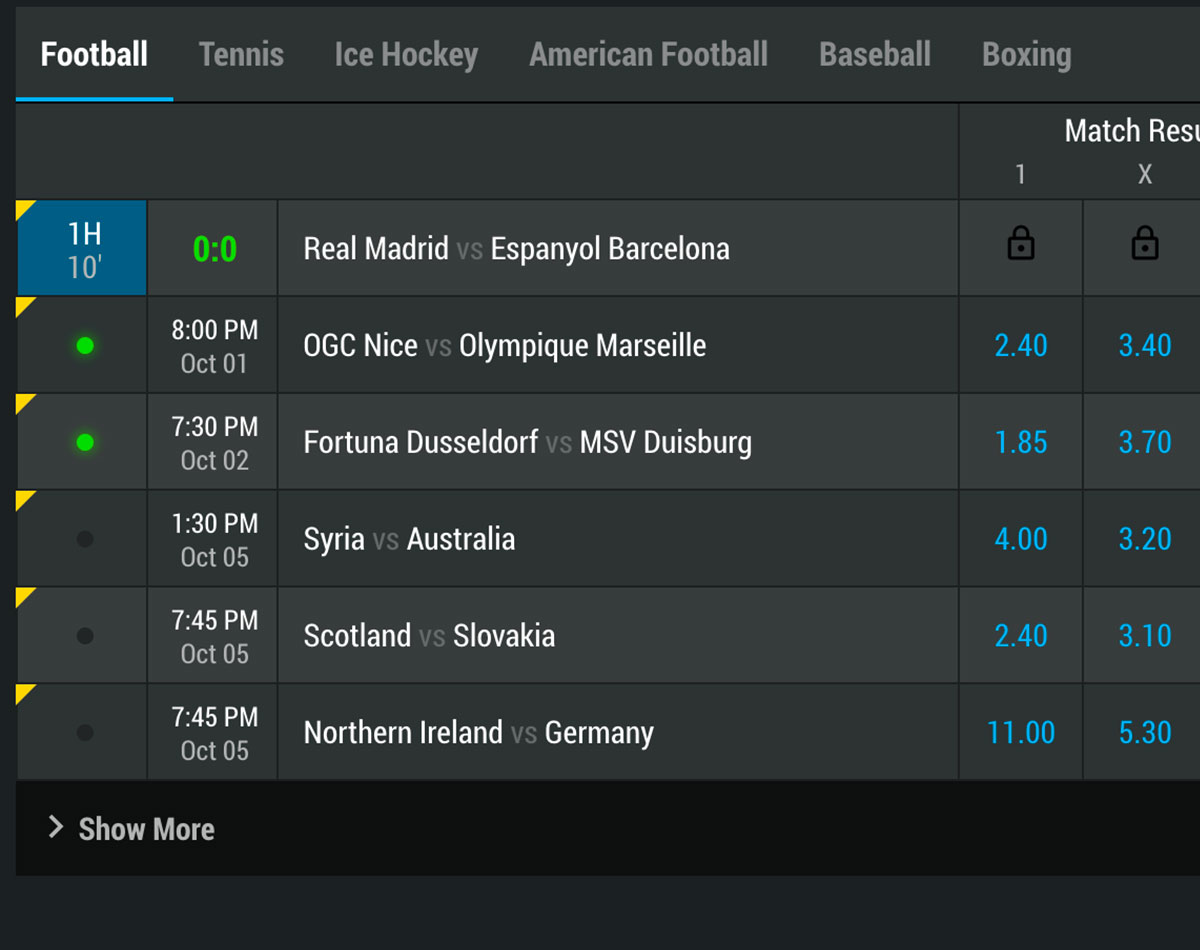 Football Tennis Ice Hockey American Football Baseball Boxing
Match Resu
1 X
1H
10'
0:0
Real Madrid vs Espanyol Barcelona
8:00 PM
Oct 01
OGC Nice vs Olympique Marseille
2.40 3.40
7:30 PM
Oct 02
Fortuna Dusseldorf vs MSV Duisburg
1.85 3.70
1:30 PM
Oct 05
Syria vs Australia
4.00 3.20
7:45 PM
Oct 05
Scotland vs Slovakia
2.40 3.10
7:45 PM
Oct 05
Northern Ireland vs Germany
11.00 5.30
Show More